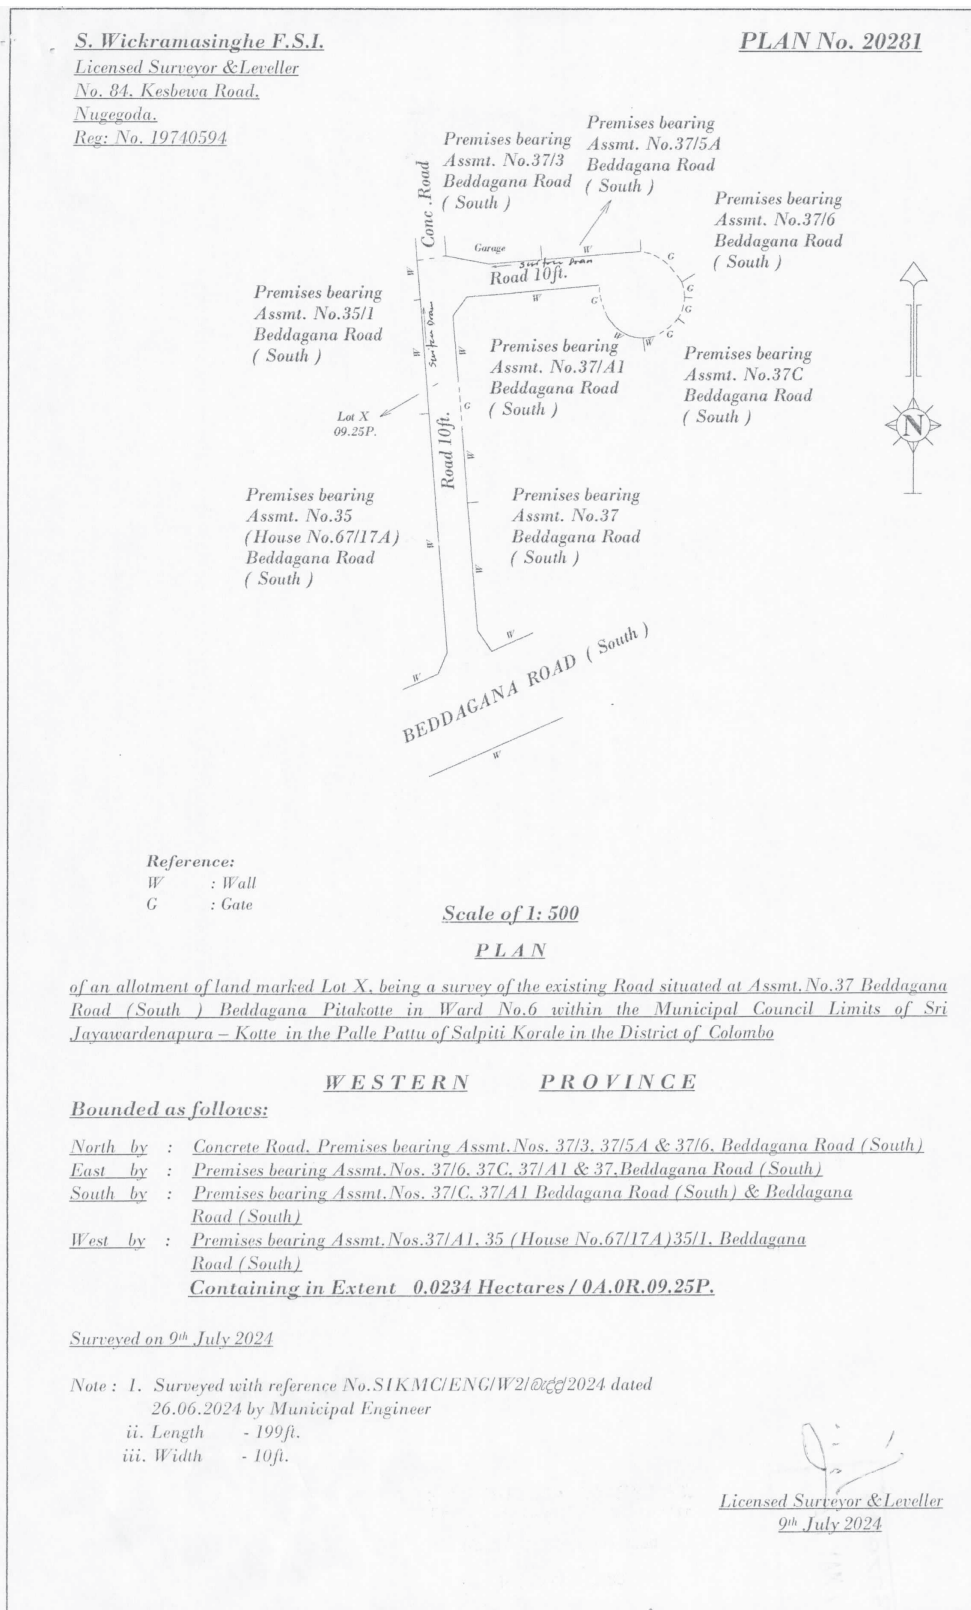 S. Wickramasinghe F.S.I.
Licensed Surveyor &Leveller
No. 84, Kesbewa Road,
Nugegoda.
Reg: No. 19740594
PLAN No. 20281
Premises bearing
Assmt. No.37/3
Beddagana Road
( South )
Premises bearing
Assmt. No.37/5A
Beddagana Road
( South )
Premises bearing
Assmt. No.37/6
Beddagana Road
( South )
Conc .Road
Garage
W
G
Road 10ft.
Premises bearing
Assmt. No.35/1
Beddagana Road
( South )
W
W
G
G
G
G
W
W
W
W
Premises bearing
Assmt. No.37/A1
Beddagana Road
( South )
Premises bearing
Assmt. No.37C
Beddagana Road
( South )
N
Lot X
09.25P.
G
W
Road 10ft.
Premises bearing
Assmt. No.35
(House No.67/17A)
Beddagana Road
( South )
Premises bearing
Assmt. No.37
Beddagana Road
( South )
W
W
W
W
BEDDAGANA ROAD ( South )
W
Reference:
W : Wall
G : Gate
Scale of 1: 500
PLAN
of an allotment of land marked Lot X, being a survey of the existing Road situated at Assmt.No.37 Beddagana
Road (South ) Beddagana Pitakotte in Ward No.6 within the Municipal Council Limits of Sri
Jayawardenapura – Kotte in the Palle Pattu of Salpiti Korale in the District of Colombo
WESTERN PROVINCE
Bounded as follows:
North by : Concrete Road, Premises bearing Assmt.Nos. 37/3, 37/5A & 37/6, Beddagana Road (South)
East by : Premises bearing Assmt.Nos. 37/6, 37C, 37/A1 & 37,Beddagana Road (South)
South by : Premises bearing Assmt.Nos. 37/C, 37/A1 Beddagana Road (South) & Beddagana
Road (South)
West by : Premises bearing Assmt.Nos.37/A1, 35 (House No.67/17A)35/1, Beddagana
Road (South)
Containing in Extent 0.0234 Hectares / 0A.0R.09.25P.
Surveyed on 9th July 2024
Note : 1. Surveyed with reference No.SIKMC/ENG/W2/බැද්ද/2024 dated
26.06.2024 by Municipal Engineer
ii. Length - 199ft.
iii. Width - 10ft.
Licensed Surveyor &Leveller
9th July 2024